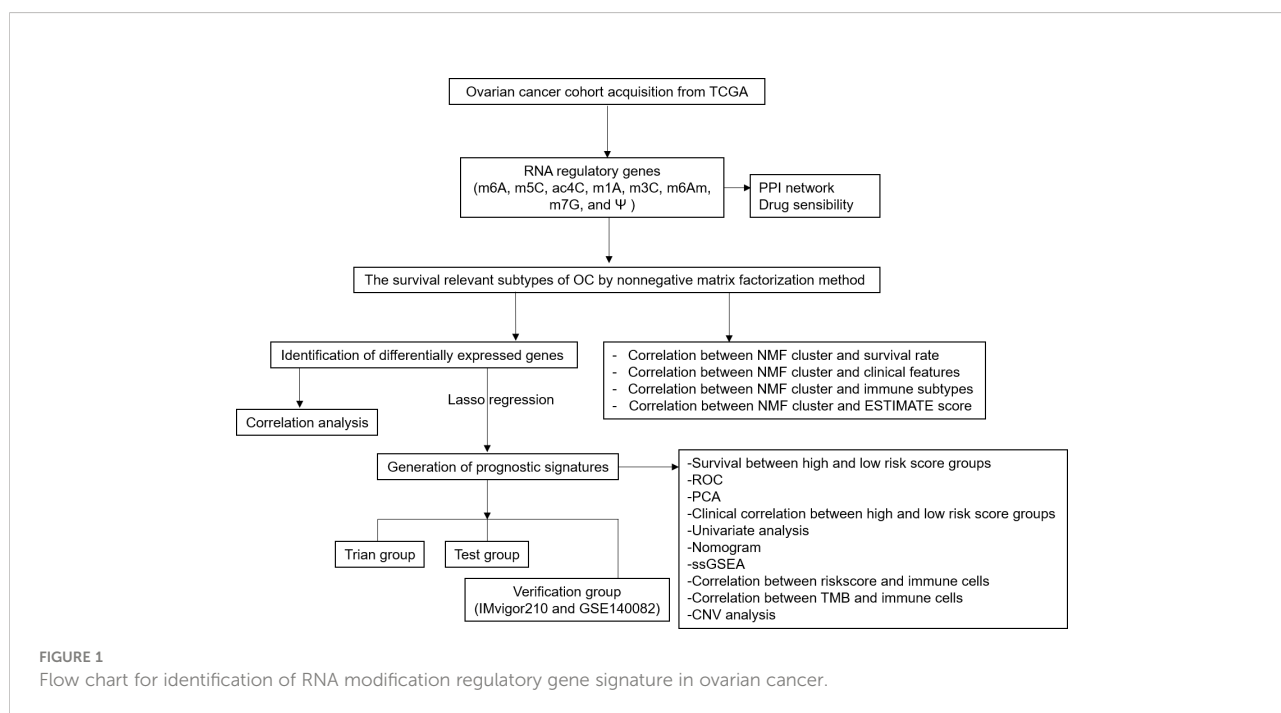 Ovarian cancer cohort acquisition from TCGA
RNA regulatory genes
(m6A, m5C, ac4C, m1A, m3C, m6Am,
m7G, and Ψ )
PPI network
Drug sensibility
The survival relevant subtypes of OC by nonnegative matrix factorization method
Identification of differentially expressed genes
- Correlation between NMF cluster and survival rate
- Correlation between NMF cluster and clinical features
- Correlation between NMF cluster and immune subtypes
- Correlation between NMF cluster and ESTIMATE score
Lasso regression
Correlation analysis
Generation of prognostic signatures
-Survival between high and low risk score groups
-ROC
-PCA
-Clinical correlation between high and low risk score groups
-Univariate analysis
-Nomogram
-ssGSEA
-Correlation between riskscore and immune cells
-Correlation between TMB and immune cells
-CNV analysis
Trian group
Test group
Verification group
(IMvigor210 and GSE140082)
FIGURE 1
Flow chart for identification of RNA modification regulatory gene signature in ovarian cancer.